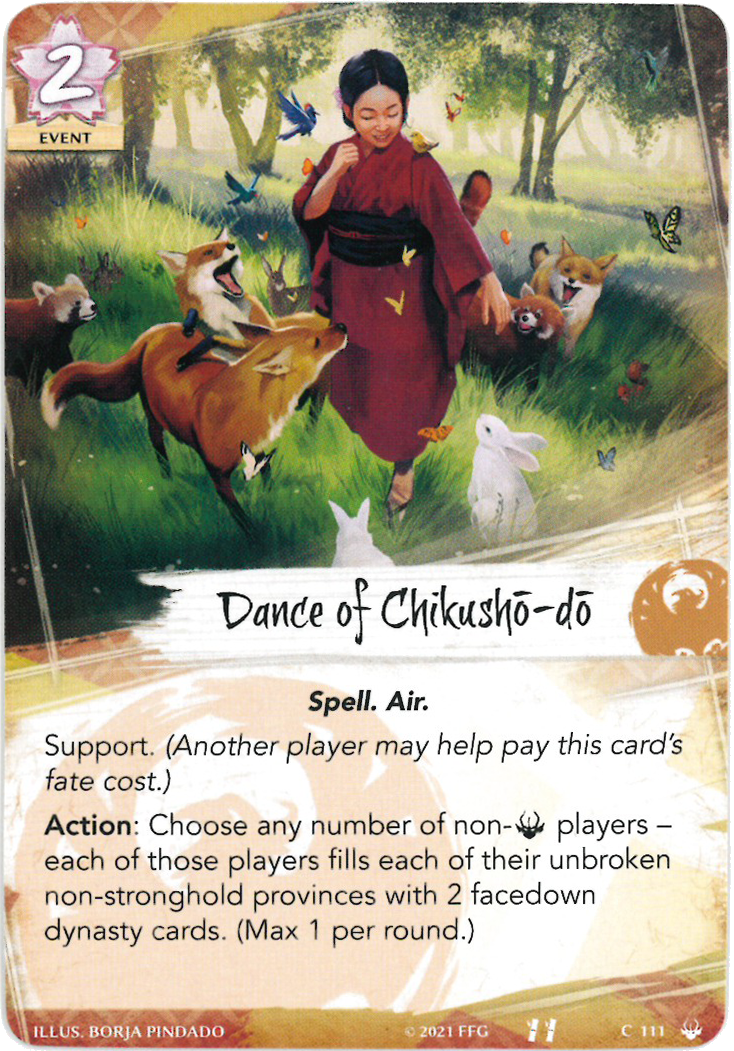 2
EVENT
Dance of Chikushō-dō
Spell. Air.
Support. (Another player may help pay this card's
fate cost.)
Action: Choose any number of non- players –
each of those players fills each of their unbroken
non-stronghold provinces with 2 facedown
dynasty cards. (Max 1 per round.)
ILLUS. BORJA PINDADO © 2021 FFG C 111